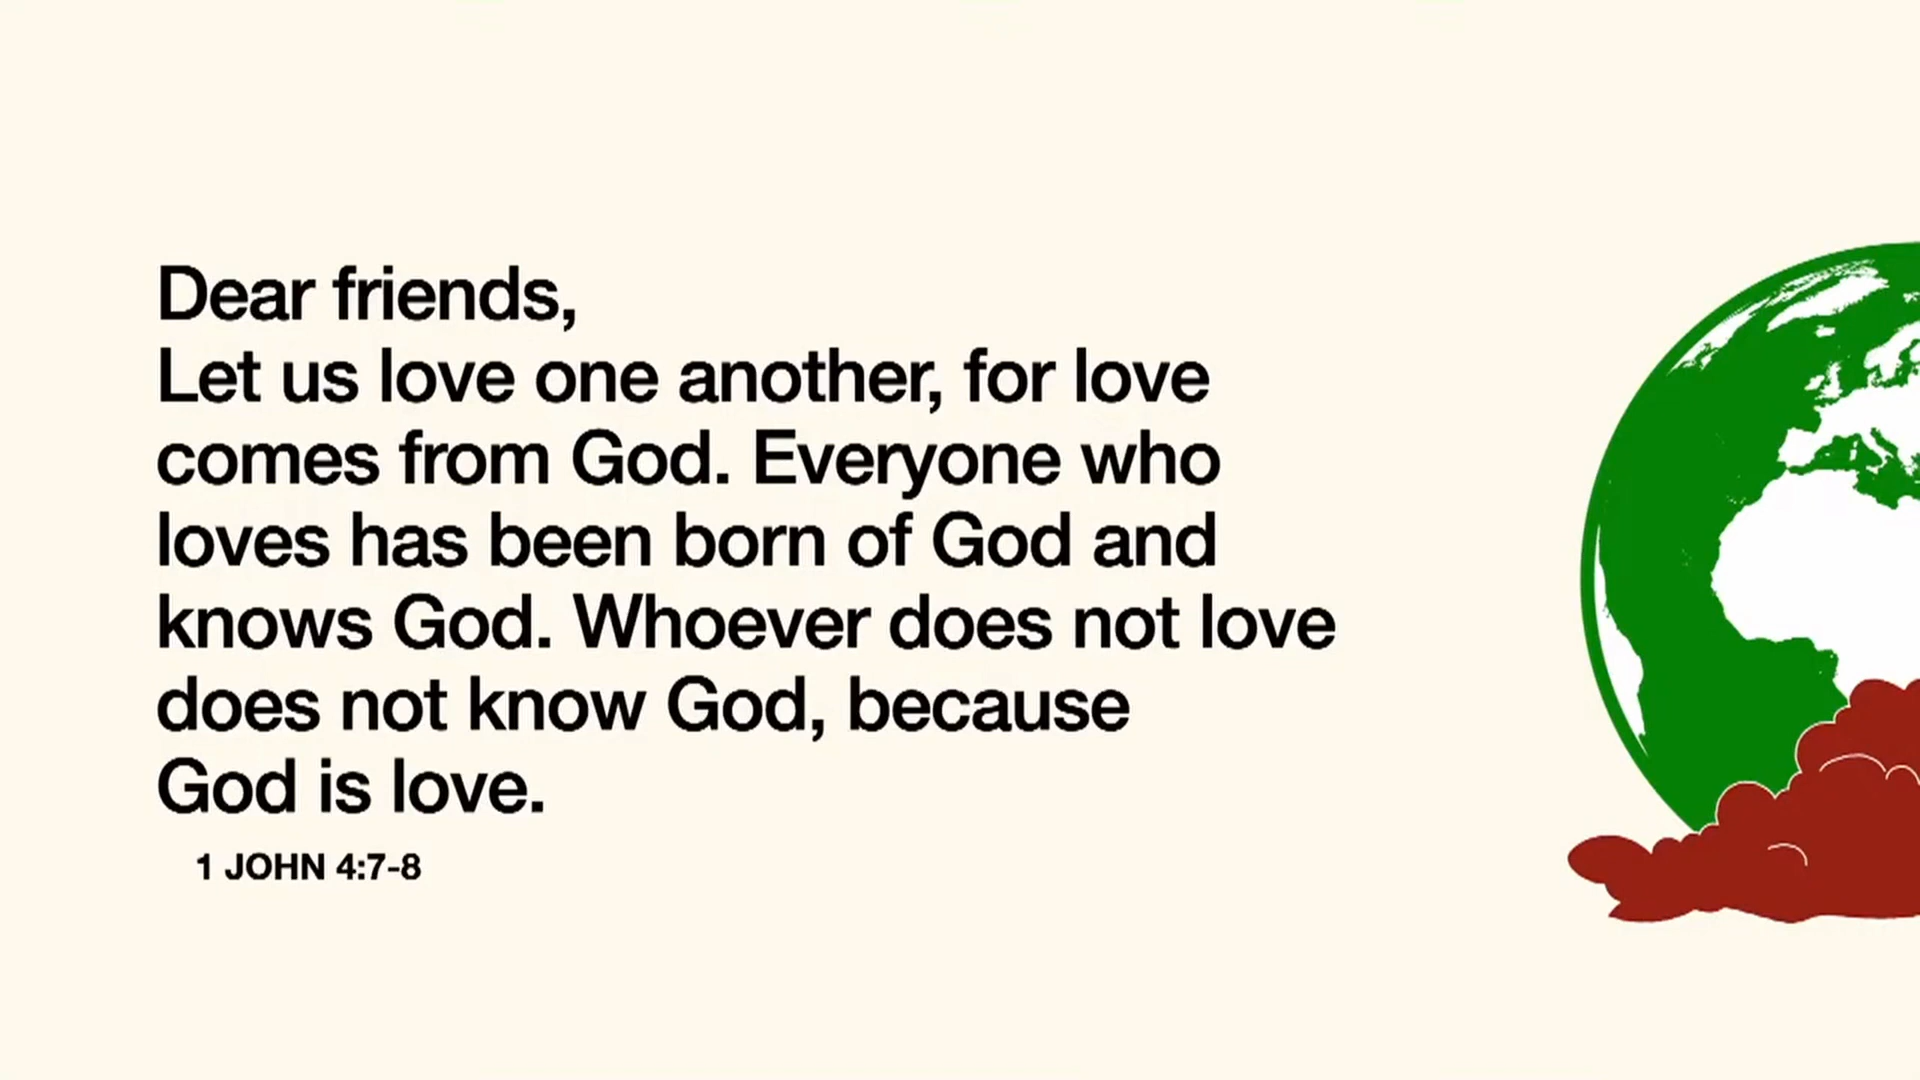 Dear friends,
Let us love one another, for love
comes from God. Everyone who
loves has been born of God and
knows God. Whoever does not love
does not know God, because
God is love.
1 JOHN 4:7-8